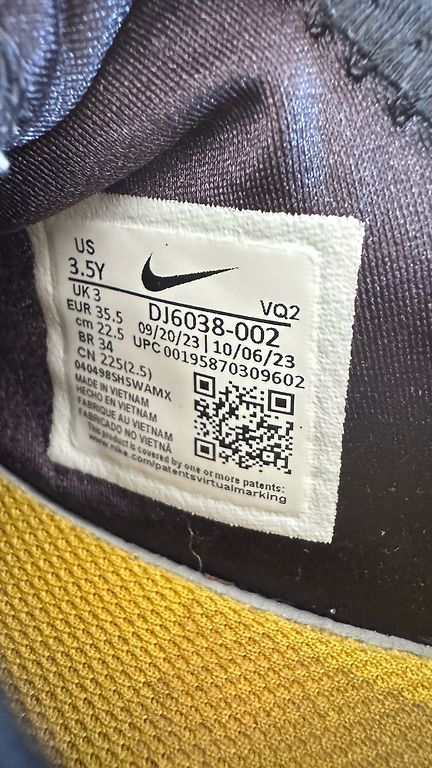 US
3.5Y
UK 3
EUR 35.5
cm 22.5
BR 34
CN 225(2.5)
VQ2
DJ6038-002
09/20/23 | 10/06/23
UPC 00195870309602
040498SH5WAMX
MADE IN VIETNAM
HECHO EN VIETNAM
FABRIQUE AU VIETNAM
FABRICADO NO VIETNÃ
This product is covered by one or more patents:
www.nike.com/patentsvirtualmarking